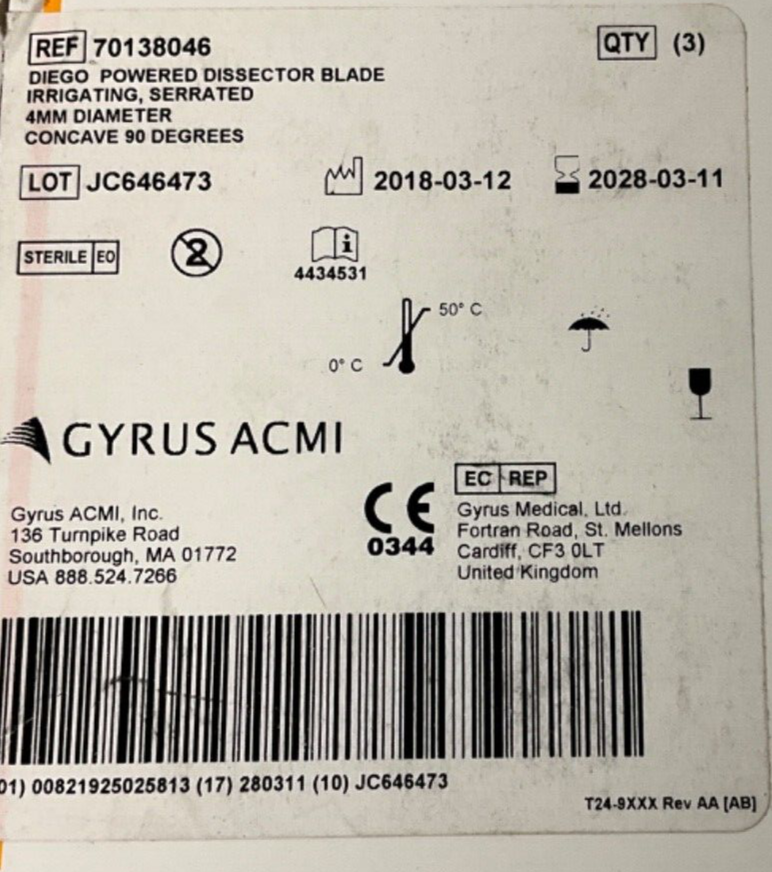 REF 70138046 QTY (3)
DIEGO POWERED DISSECTOR BLADE
IRRIGATING, SERRATED
4MM DIAMETER
CONCAVE 90 DEGREES
LOT JC646473 2018-03-12 2028-03-11
STERILE EO 2 i
4434531
50° C
0° C
GYRUS ACMI
Gyrus ACMI, Inc.
136 Turnpike Road
Southborough, MA 01772
USA 888.524.7266
CE
0344
EC REP
Gyrus Medical, Ltd.
Fortran Road, St. Mellons
Cardiff, CF3 0LT
United Kingdom
01) 00821925025813 (17) 280311 (10) JC646473
T24-9XXX Rev AA [AB]